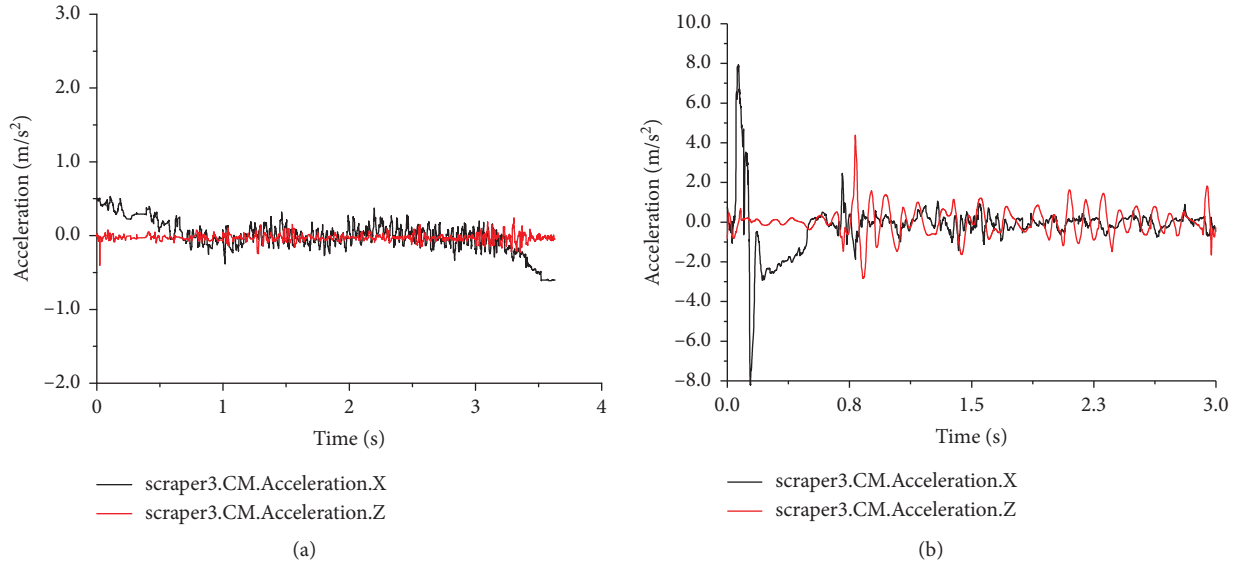 3.0
2.0
1.0
0.0
−1.0
−2.0
Acceleration (m/s²)
0 1 2 3 4
Time (s)
scraper3.CM.Acceleration.X
scraper3.CM.Acceleration.Z
(a)
10.0
8.0
6.0
4.0
2.0
0.0
−2.0
−4.0
−6.0
−8.0
Acceleration (m/s²)
0.0 0.8 1.5 2.3 3.0
Time (s)
scraper3.CM.Acceleration.X
scraper3.CM.Acceleration.Z
(b)